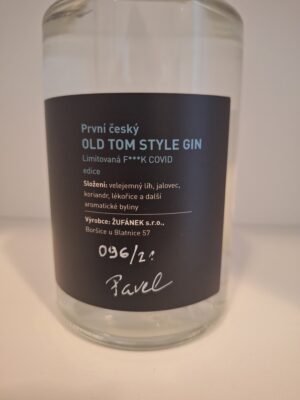 První český
OLD TOM STYLE GIN
Limitovaná F***K COVID
edice
Složení: velejemný líh, jalovec,
koriandr, lékořice a další
aromatické byliny
Výrobce: ŽUFÁNEK s.r.o.,
Boršice u Blatnice 57
096/21
Pavel